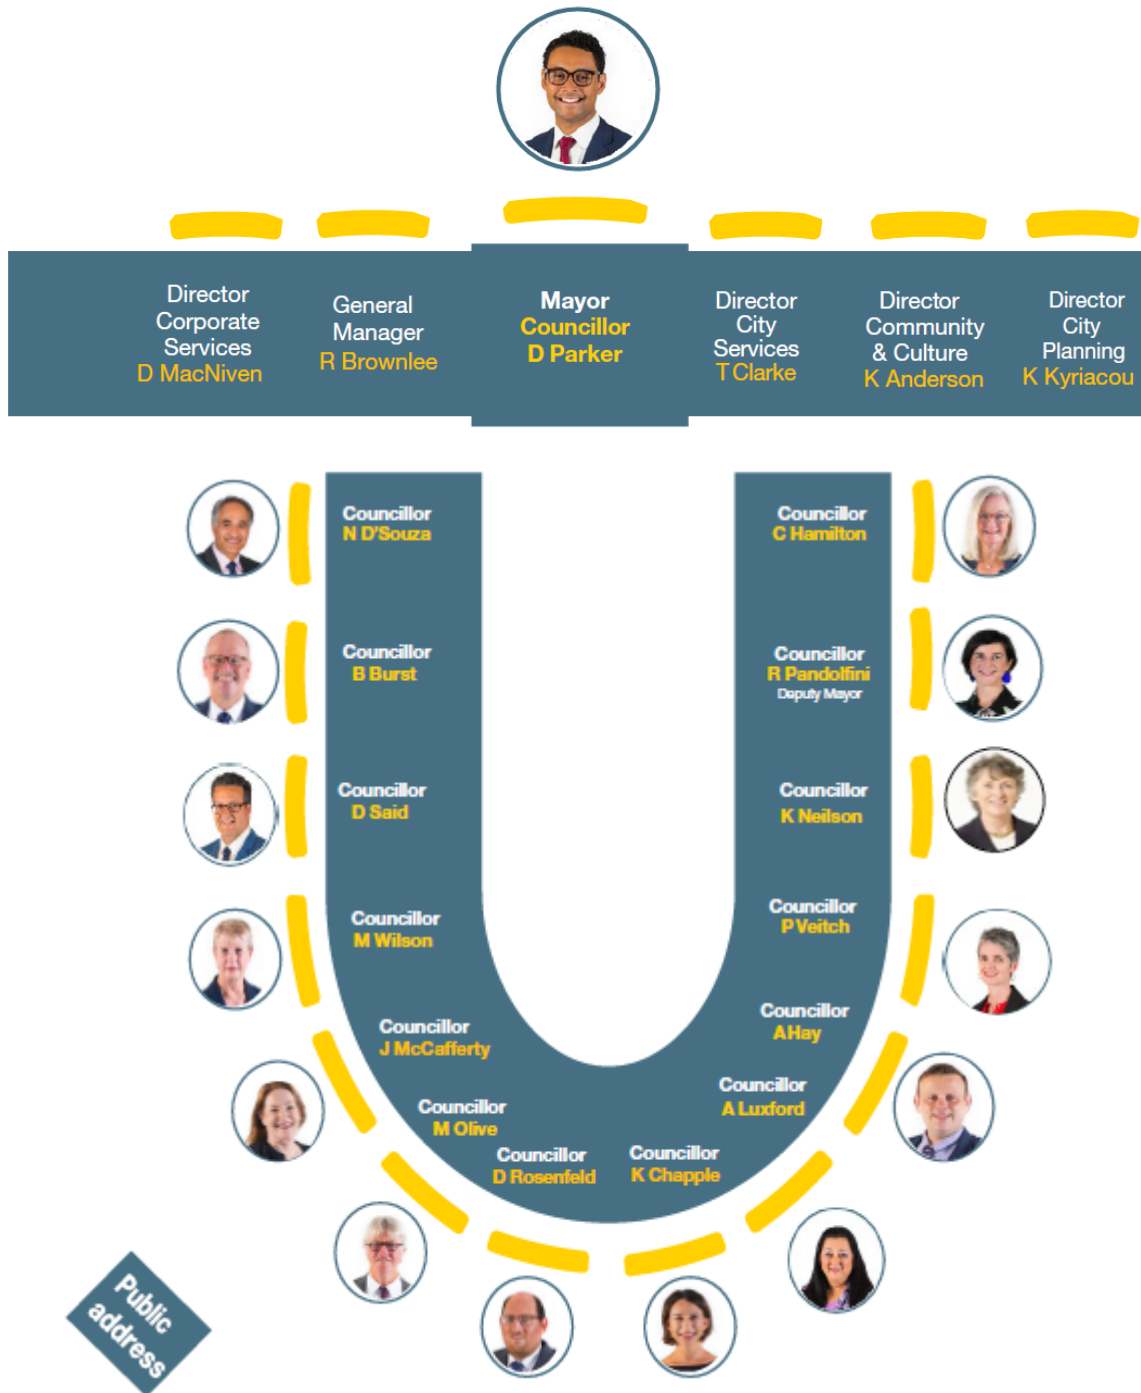 Director
Corporate
Services
D MacNiven
General
Manager
R Brownlee
Mayor
Councillor
D Parker
Director
City
Services
T Clarke
Director
Community
& Culture
K Anderson
Director
City
Planning
K Kyriacou
Councillor
N D'Souza
Councillor
C Hamilton
Councillor
B Burst
Councillor
R Pandolfini
Deputy Mayor
Councillor
D Said
Councillor
K Neilson
Councillor
M Wilson
Councillor
P Veitch
Councillor
J McCafferty
Councillor
A Hay
Councillor
M Olive
Councillor
A Luxford
Councillor
D Rosenfeld
Councillor
K Chapple
Public
address